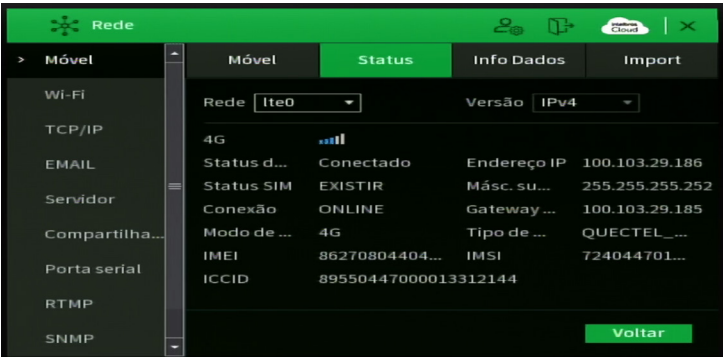 Rede
intelbras
Cloud
×
> Móvel
Wi-Fi
TCP/IP
EMAIL
Servidor
Compartilha...
Porta serial
RTMP
SNMP
Móvel Status Info Dados Import
Rede lte0 Versão IPv4
4G
Status d... Conectado Endereço IP 100.103.29.186
Status SIM EXISTIR Másc. su... 255.255.255.252
Conexão ONLINE Gateway ... 100.103.29.185
Modo de ... 4G Tipo de ... QUECTEL_...
IMEI 86270804404... IMSI 724044701...
ICCID 89550447000013312144
Voltar